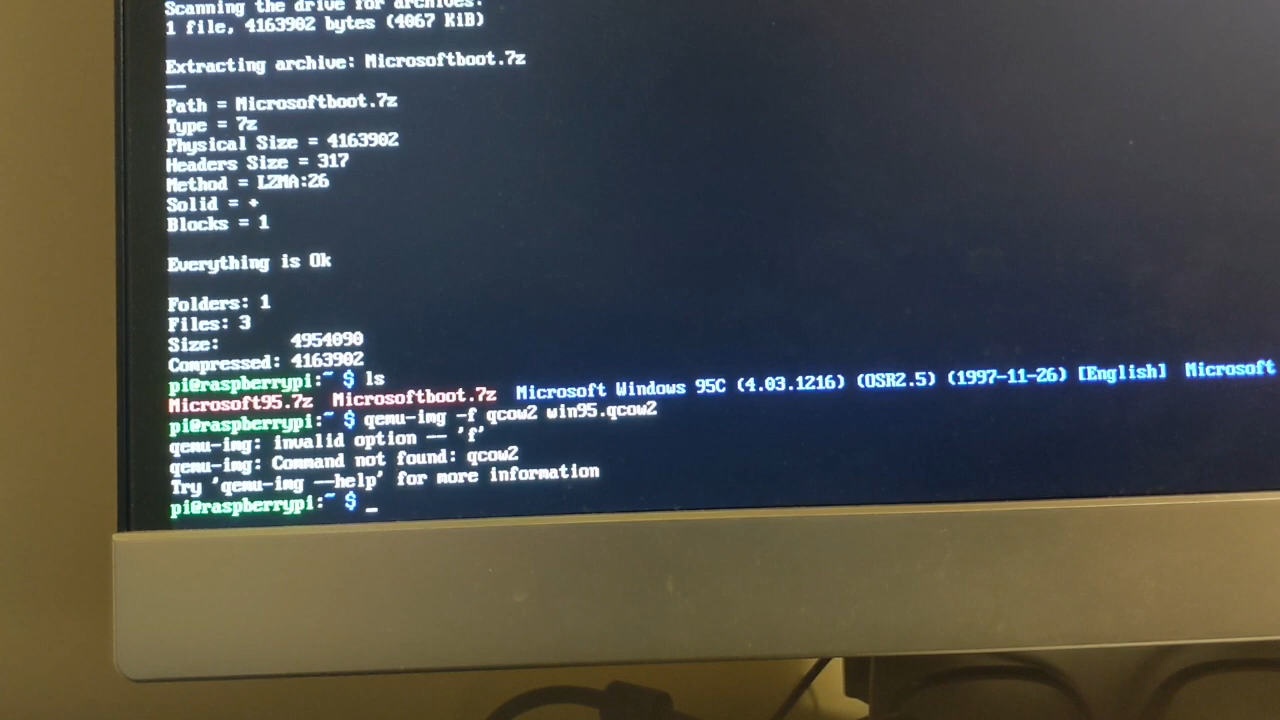 Scanning the drive for archives:
1 file, 4163902 bytes (4067 KiB)
Extracting archive: Microsoftboot.7z
--
Path = Microsoftboot.7z
Type = 7z
Physical Size = 4163902
Headers Size = 317
Method = LZMA:26
Solid = +
Blocks = 1
Everything is Ok
Folders: 1
Files: 3
Size: 4954090
Compressed: 4163902
pi@raspberrypi:~ $ ls
Microsoft95.7z Microsoftboot.7z Microsoft Windows 95C (4.03.1216) (OSR2.5) (1997-11-26) [English] Microsoft
pi@raspberrypi:~ $ qemu-img -f qcow2 win95.qcow2
qemu-img: invalid option -- 'f'
qemu-img: Command not found: qcow2
Try 'qemu-img --help' for more information
pi@raspberrypi:~ $ _